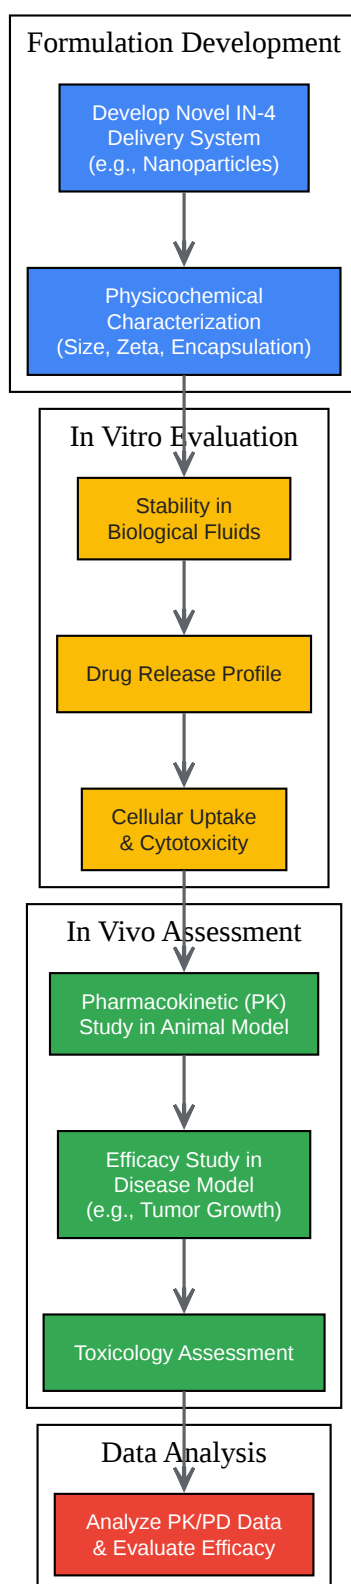 Formulation Development
Develop Novel IN-4
Delivery System
(e.g., Nanoparticles)
Physicochemical
Characterization
(Size, Zeta, Encapsulation)
In Vitro Evaluation
Stability in
Biological Fluids
Drug Release Profile
Cellular Uptake
& Cytotoxicity
In Vivo Assessment
Pharmacokinetic (PK)
Study in Animal Model
Efficacy Study in
Disease Model
(e.g., Tumor Growth)
Toxicology Assessment
Data Analysis
Analyze PK/PD Data
& Evaluate Efficacy